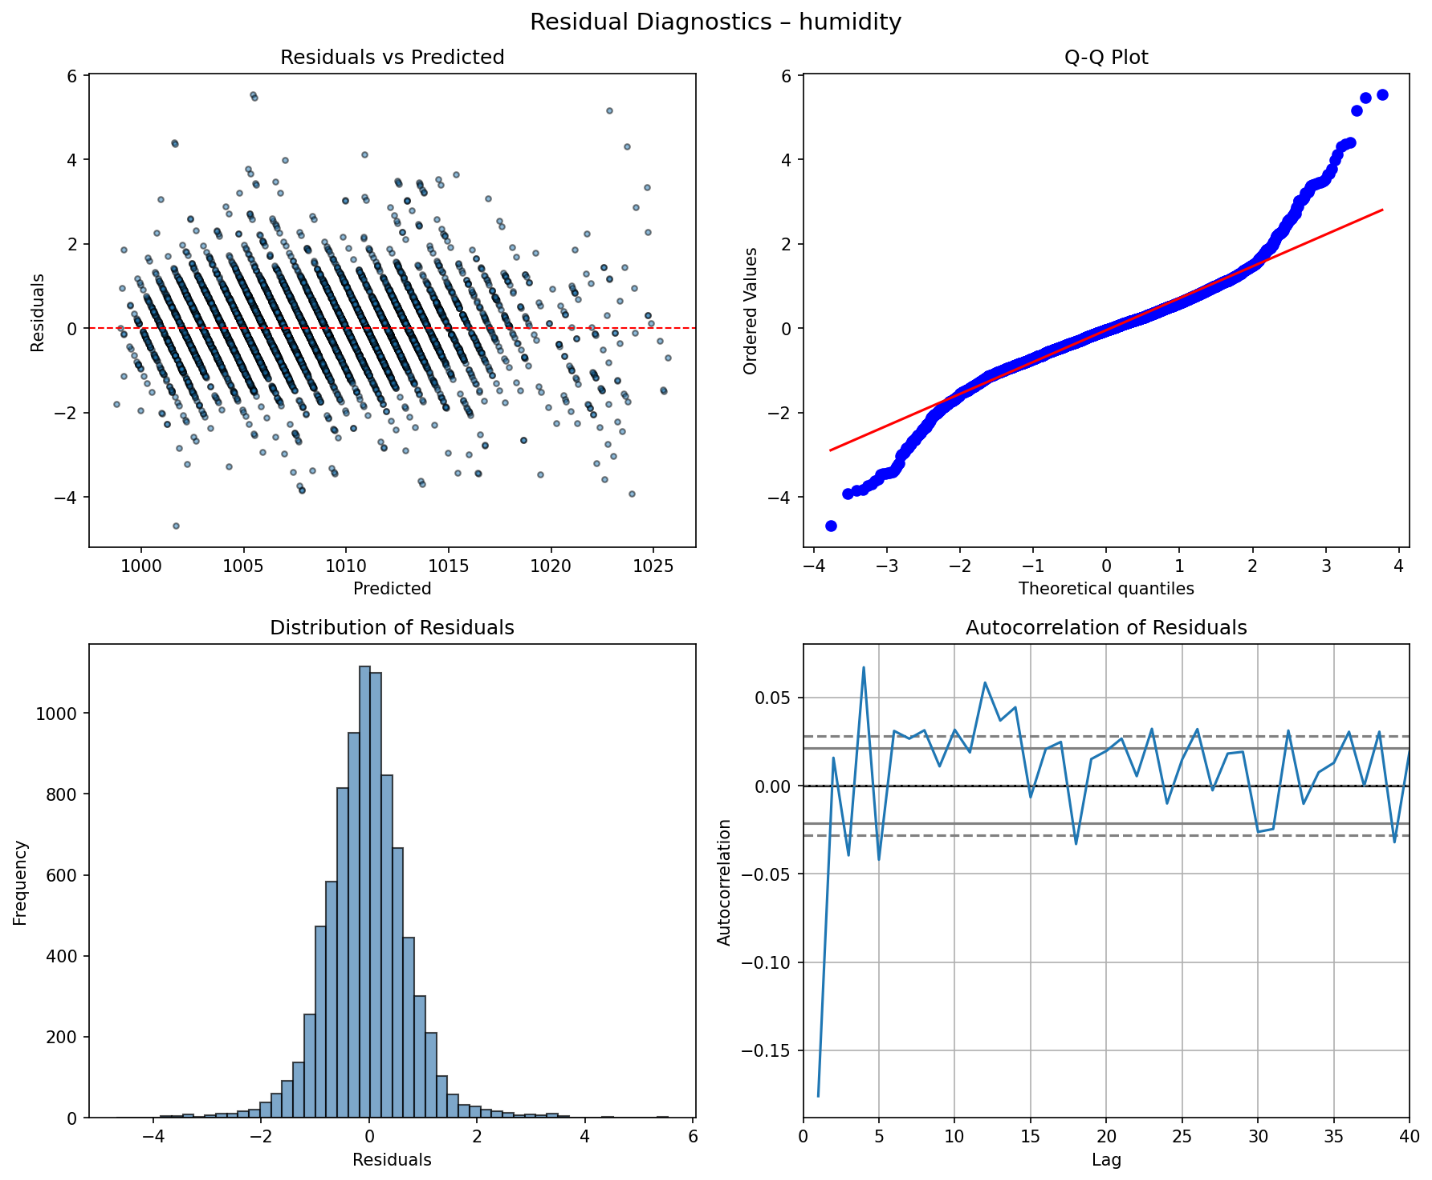 Residual Diagnostics – humidity
Residuals vs Predicted
6
4
2
0
−2
−4
Residuals
1000 1005 1010 1015 1020 1025
Predicted
Q-Q Plot
6
4
2
0
−2
−4
Ordered Values
−4 −3 −2 −1 0 1 2 3 4
Theoretical quantiles
Distribution of Residuals
1000
800
600
400
200
0
Frequency
−4 −2 0 2 4 6
Residuals
Autocorrelation of Residuals
0.05
0.00
−0.05
−0.10
−0.15
Autocorrelation
0 5 10 15 20 25 30 35 40
Lag